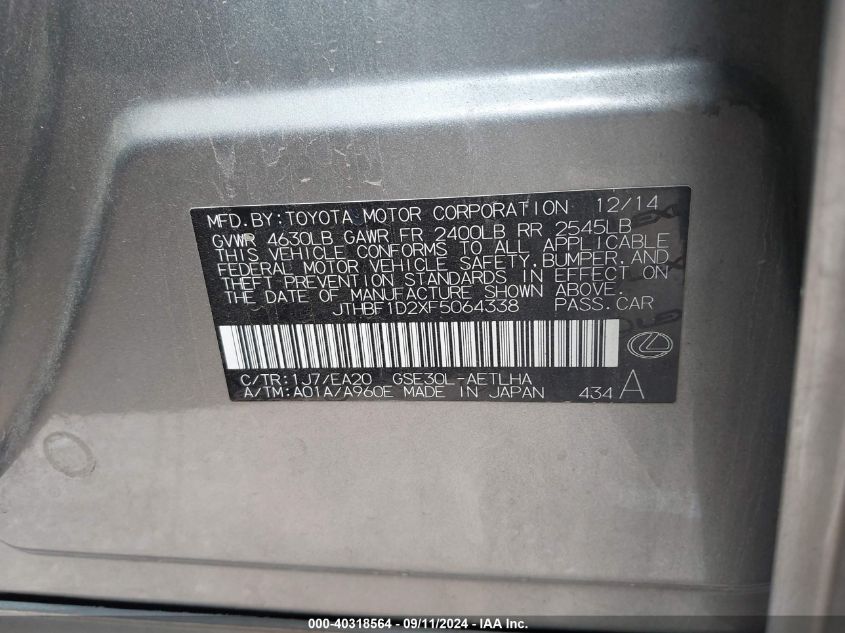 MFD. BY: TOYOTA MOTOR CORPORATION 12/14
GVWR 4630LB GAWR FR 2400LB RR 2545LB
THIS VEHICLE CONFORMS TO ALL APPLICABLE
FEDERAL MOTOR VEHICLE SAFETY, BUMPER, AND
THEFT PREVENTION STANDARDS IN EFFECT ON
THE DATE OF MANUFACTURE SHOWN ABOVE.
JTHBF1D2XF5064338 PASS.CAR
C/TR:1J7/EA20 GSE30L-AETLHA
A/TM:A01A/A960E MADE IN JAPAN 434 A
000-40318564 - 09/11/2024 - IAA Inc.